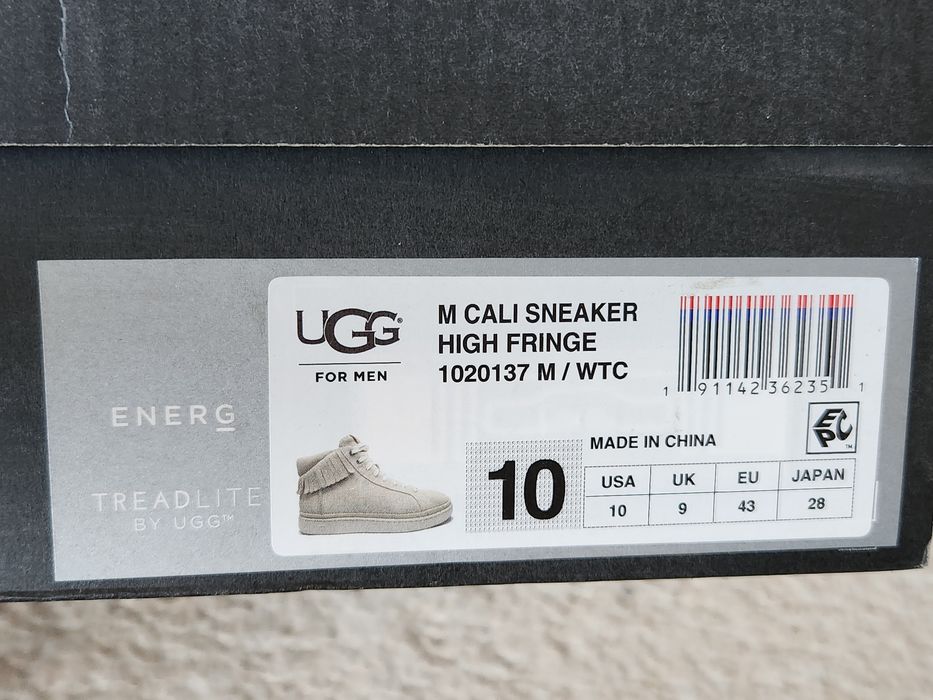 UGG®
FOR MEN
M CALI SNEAKER
HIGH FRINGE
1020137 M / WTC
1 91142 36235 1
ENERG
TREADLITE
BY UGG™
10
MADE IN CHINA
EPC™
USA UK EU JAPAN
10 9 43 28